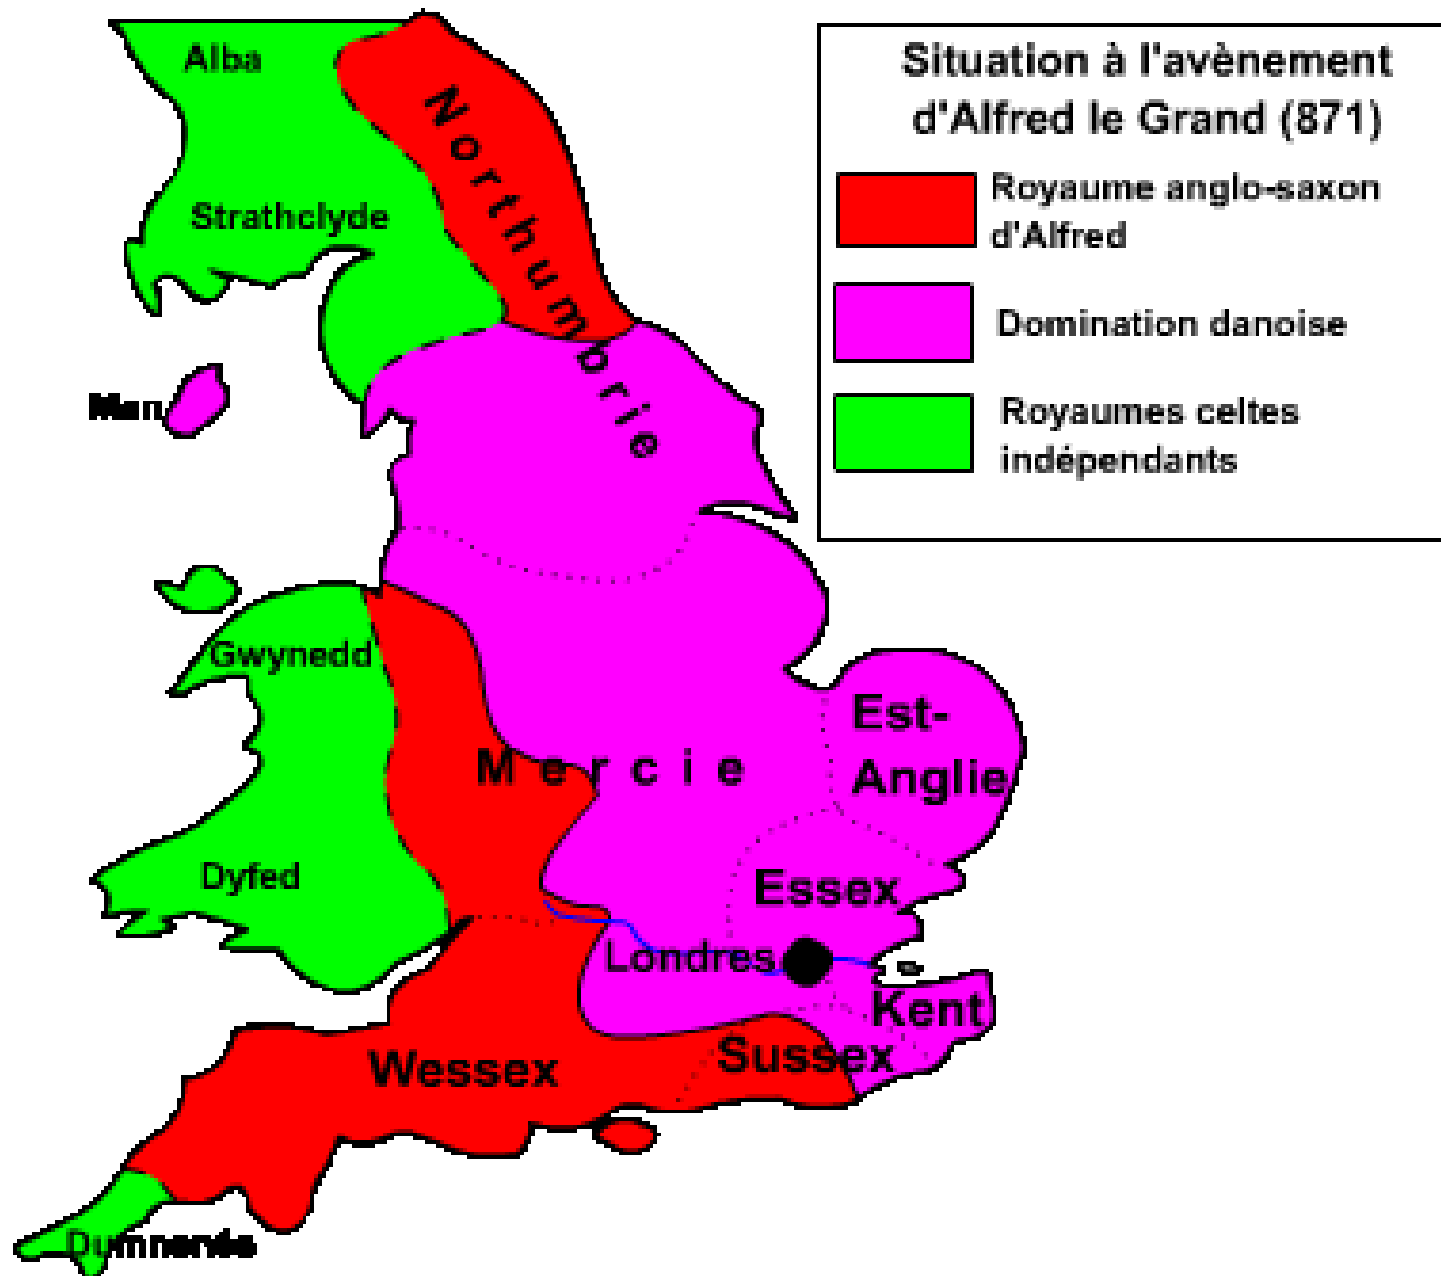 Situation à l'avènement
d'Alfred le Grand (871)
Royaume anglo-saxon
d'Alfred
Domination danoise
Royaumes celtes
indépendants
Alba
Northumbrie
Strathclyde
Man
Gwynedd
Mercie
Est-
Anglie
Dyfed
Essex
Londres
Kent
Sussex
Wessex